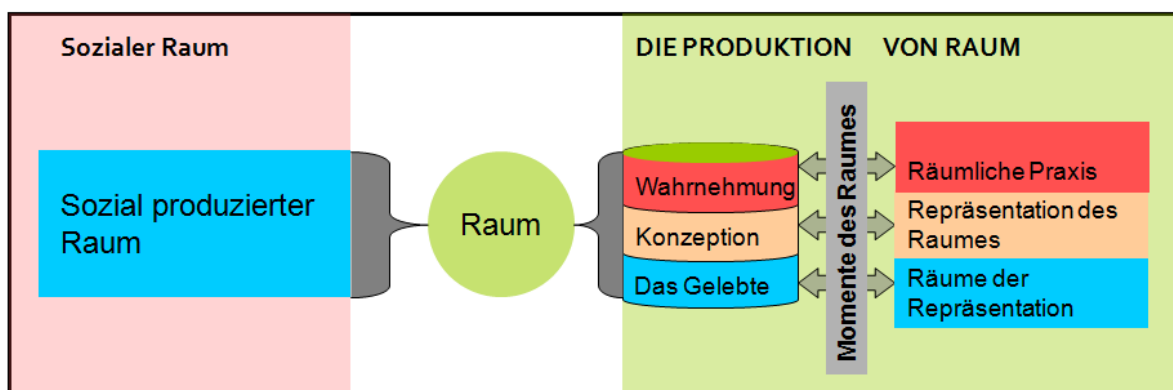 Sozialer Raum
DIE PRODUKTION
VON RAUM
Sozial produzierter
Raum
Raum
Wahrnehmung
Konzeption
Das Gelebte
Momente des Raumes
Räumliche Praxis
Repräsentation des
Raumes
Räume der
Repräsentation